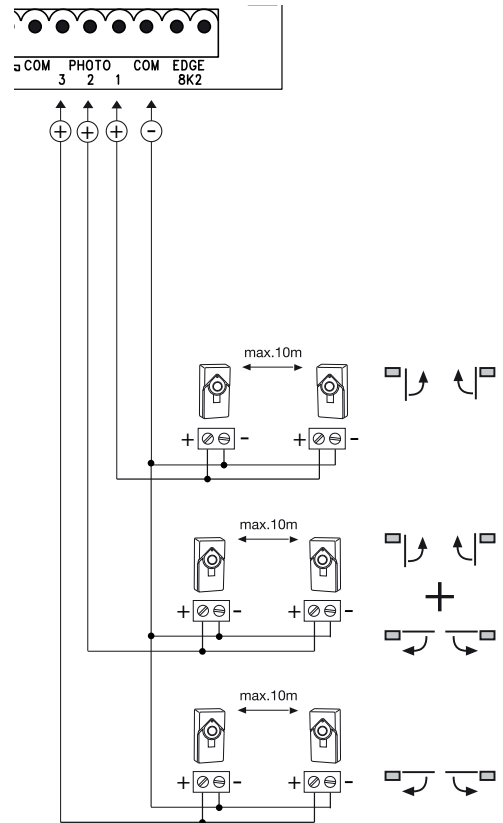 COM PHOTO COM EDGE
3 2 1 8K2
+ + + -
max.10m
+ - + -
max.10m
+ - + -
+
max.10m
+ - + -